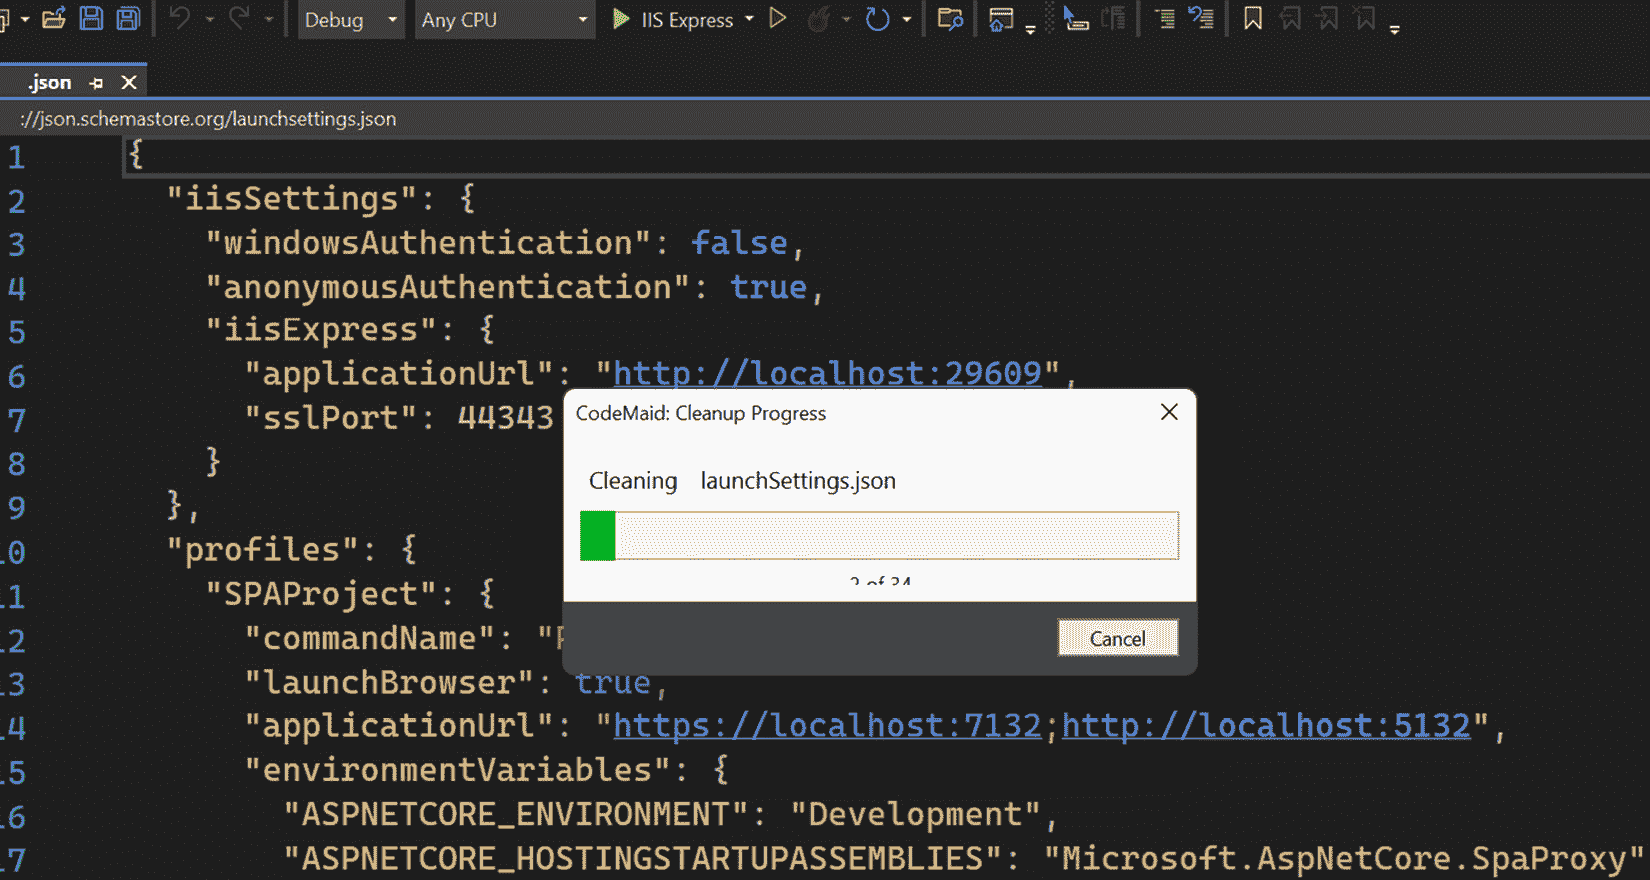 Debug Any CPU IIS Express
.json
://json.schemastore.org/launchsettings.json
1 {
2 "iisSettings": {
3 "windowsAuthentication": false,
4 "anonymousAuthentication": true,
5 "iisExpress": {
6 "applicationUrl": "http://localhost:29609",
7 "sslPort": 44343
8 }
9 },
10 "profiles": {
11 "SPAProject": {
12 "commandName": "P
13 "launchBrowser": true,
14 "applicationUrl": "https://localhost:7132;http://localhost:5132",
15 "environmentVariables": {
16 "ASPNETCORE_ENVIRONMENT": "Development",
17 "ASPNETCORE_HOSTINGSTARTUPASSEMBLIES": "Microsoft.AspNetCore.SpaProxy"
CodeMaid: Cleanup Progress
Cleaning launchSettings.json
2 of 34
Cancel